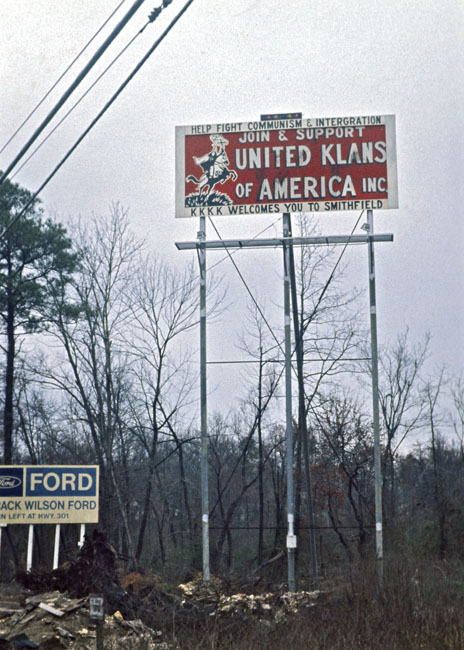 HELP FIGHT COMMUNISM & INTERGRATION
JOIN & SUPPORT
UNITED KLANS
OF AMERICA INC.
KKKK WELCOMES YOU TO SMITHFIELD
Ford
FORD
WILSON FORD
LEFT AT HWY. 301